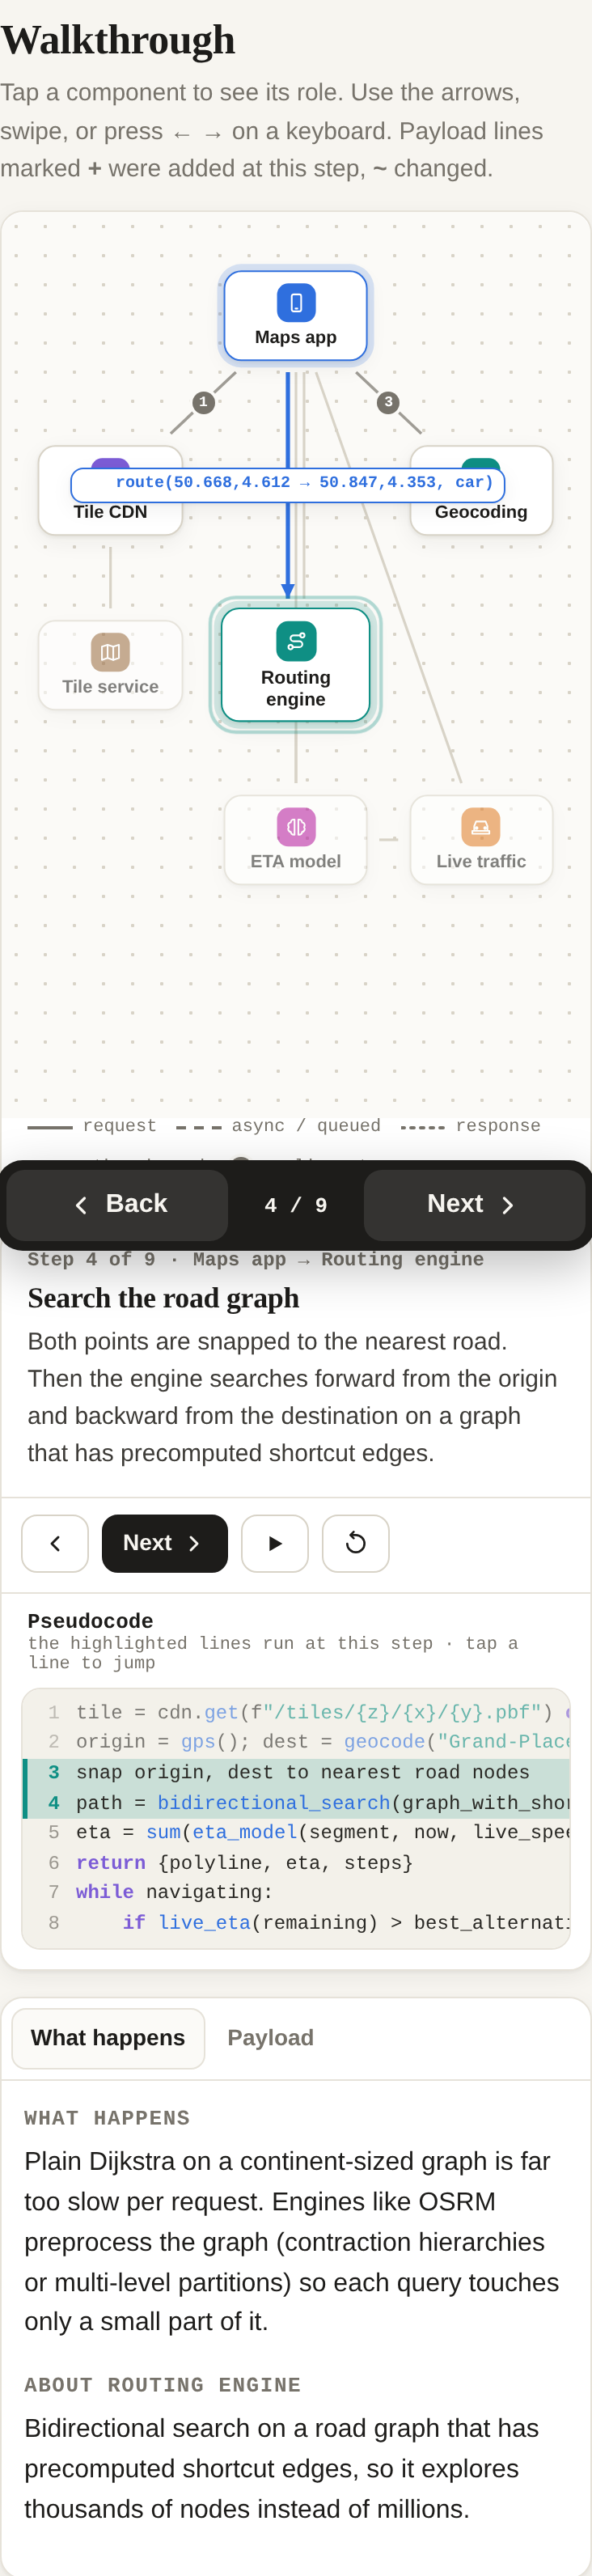 Walkthrough
Tap a component to see its role. Use the arrows,
swipe, or press ← → on a keyboard. Payload lines
marked + were added at this step, ~ changed.
Maps app
1
3
route(50.668,4.612 → 50.847,4.353, car)
Tile CDN
Geocoding
Tile service
Routing
engine
ETA model
Live traffic
request
async / queued
response
Back
4 / 9
Next
Step 4 of 9 · Maps app → Routing engine
Search the road graph
Both points are snapped to the nearest road.
Then the engine searches forward from the origin
and backward from the destination on a graph
that has precomputed shortcut edges.
Next
Pseudocode
the highlighted lines run at this step · tap a
line to jump
1 tile = cdn.get(f"/tiles/{z}/{x}/{y}.pbf")
2 origin = gps(); dest = geocode("Grand-Place
3 snap origin, dest to nearest road nodes
4 path = bidirectional_search(graph_with_shor
5 eta = sum(eta_model(segment, now, live_spee
6 return {polyline, eta, steps}
7 while navigating:
8 if live_eta(remaining) > best_alternati
What happens
Payload
WHAT HAPPENS
Plain Dijkstra on a continent-sized graph is far
too slow per request. Engines like OSRM
preprocess the graph (contraction hierarchies
or multi-level partitions) so each query touches
only a small part of it.
ABOUT ROUTING ENGINE
Bidirectional search on a road graph that has
precomputed shortcut edges, so it explores
thousands of nodes instead of millions.